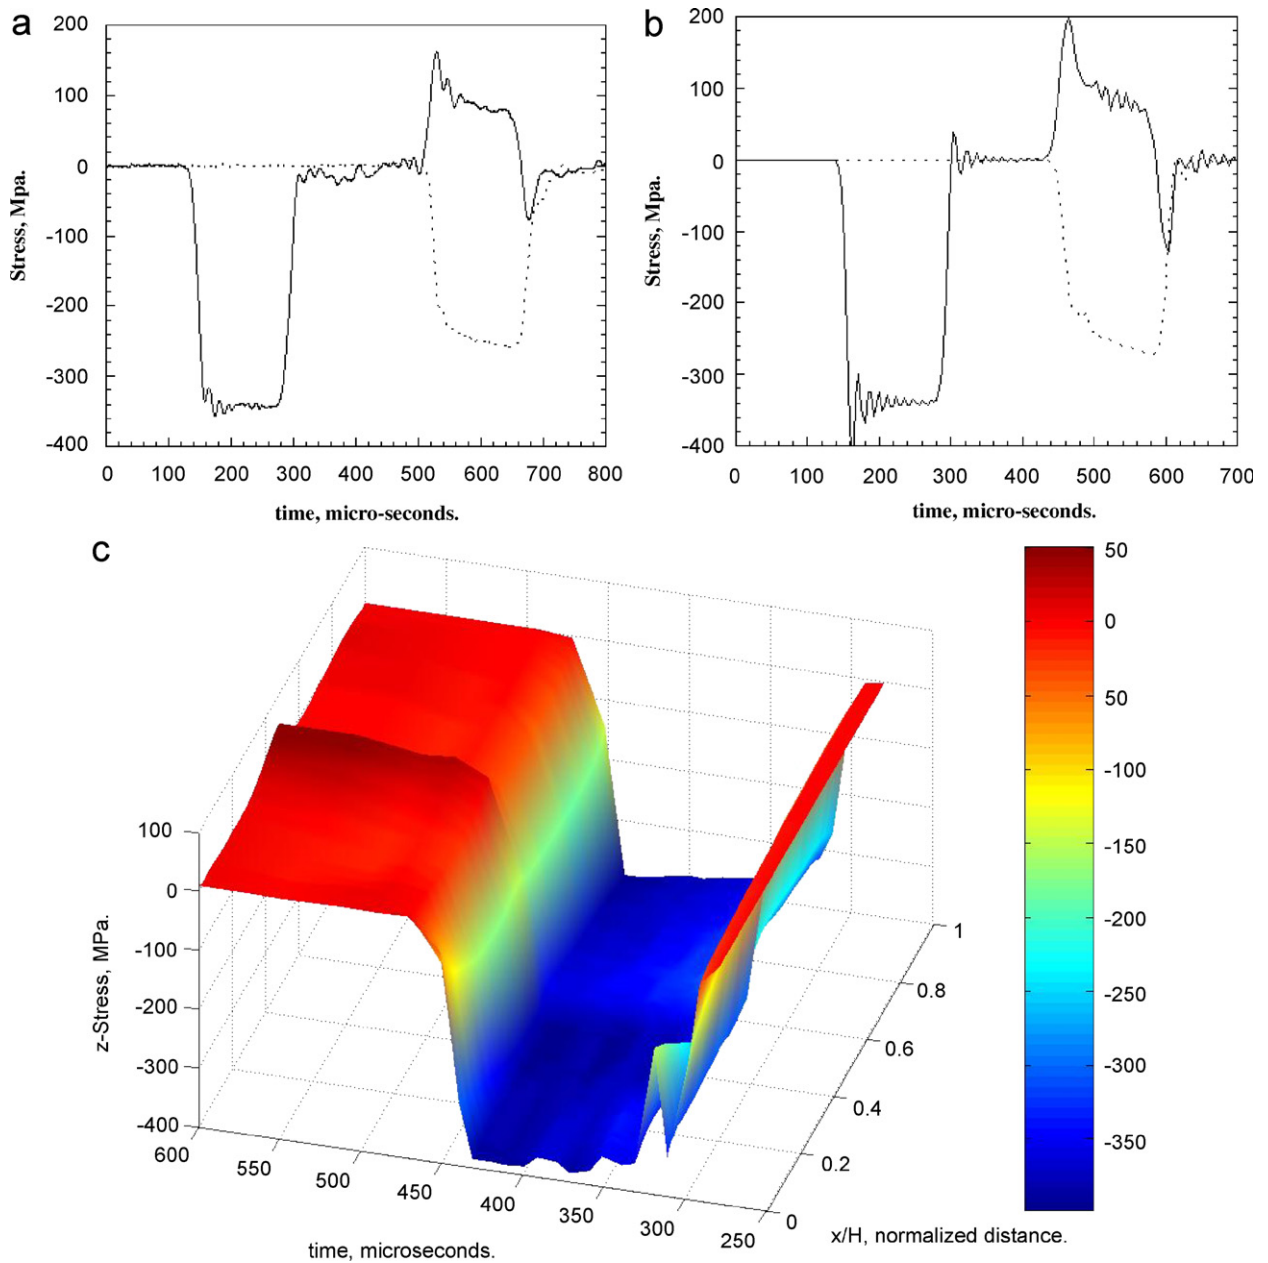 a
200
100
0
-100
-200
-300
-400
Stress, Mpa.
0 100 200 300 400 500 600 700 800
time, micro-seconds.
b
200
100
0
-100
-200
-300
-400
Stress, Mpa.
0 100 200 300 400 500 600 700
time, micro-seconds.
c
100
0
-100
-200
-300
-400
z-Stress, MPa.
600 550 500 450 400 350 300 250
time, microseconds.
0 0.2 0.4 0.6 0.8 1
x/H, normalized distance.
50
0
50
-100
-150
-200
-250
-300
-350